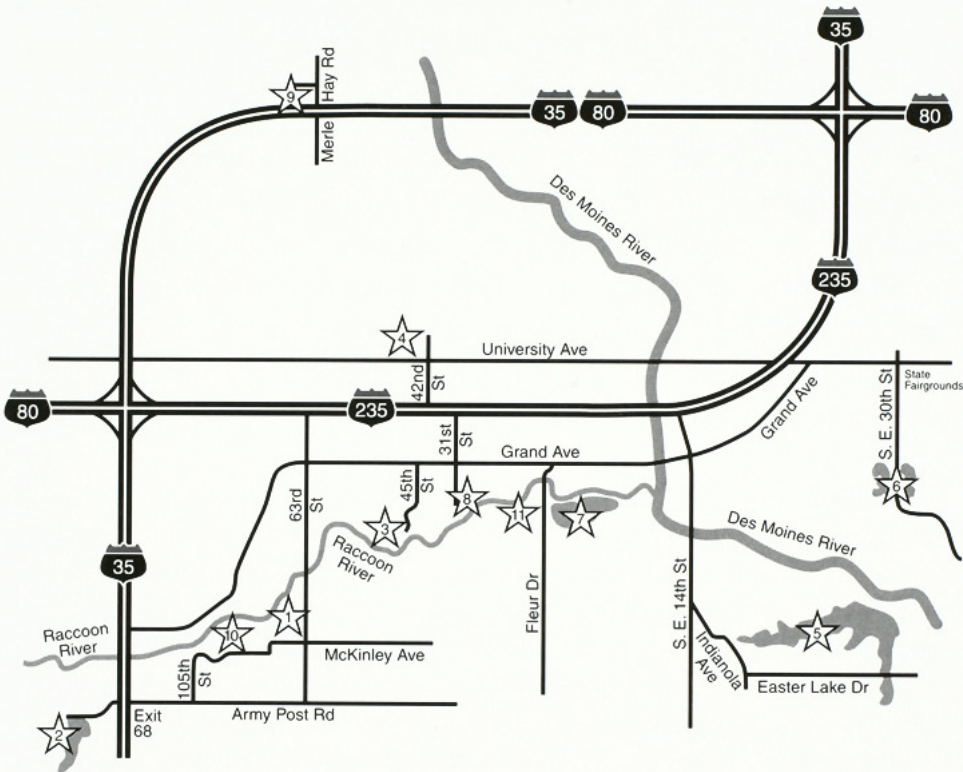 35
Merle Hay Rd
9
35
80
80
Des Moines River
235
4
University Ave
42nd St
State
Fairgrounds
S. E. 30th St
80
235
31st St
Grand Ave
Grand Ave
63rd St
45th St
8
6
11
7
3
Raccoon
River
Des Moines River
35
Fleur Dr
S. E. 14th St
1
10
5
Raccoon
River
McKinley Ave
Indianola
Ave
105th
St
Easter Lake Dr
Army Post Rd
Exit
68
2